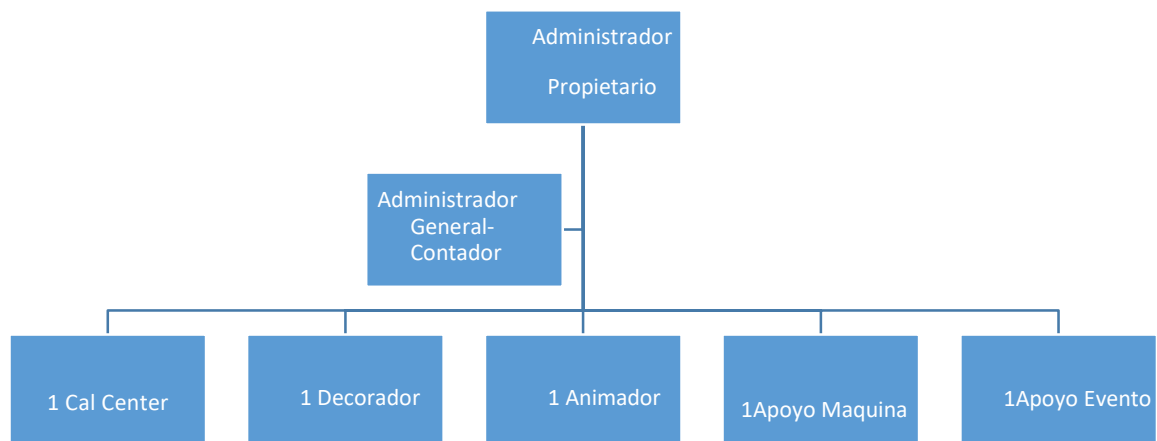 Administrador
Propietario
Administrador
General-
Contador
1 Cal Center
1 Decorador
1 Animador
1Apoyo Maquina
1Apoyo Evento